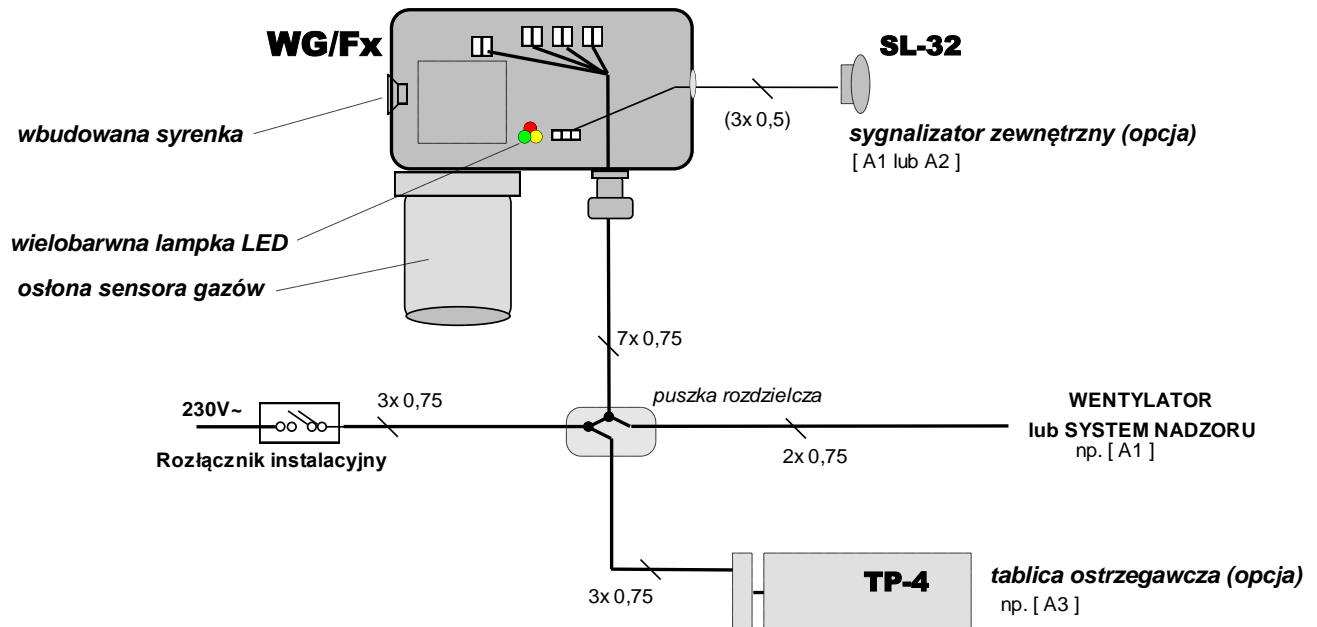 WG/Fx
SL-32
wbudowana syrenka
(3x 0,5)
sygnalizator zewnętrzny (opcja)
[ A1 lub A2 ]
wielobarwna lampka LED
osłona sensora gazów
7x 0,75
puszka rozdzielcza
230V~
3x 0,75
WENTYLATOR
lub SYSTEM NADZORU
np. [ A1 ]
Rozłącznik instalacyjny
2x 0,75
TP-4
tablica ostrzegawcza (opcja)
np. [ A3 ]
3x 0,75